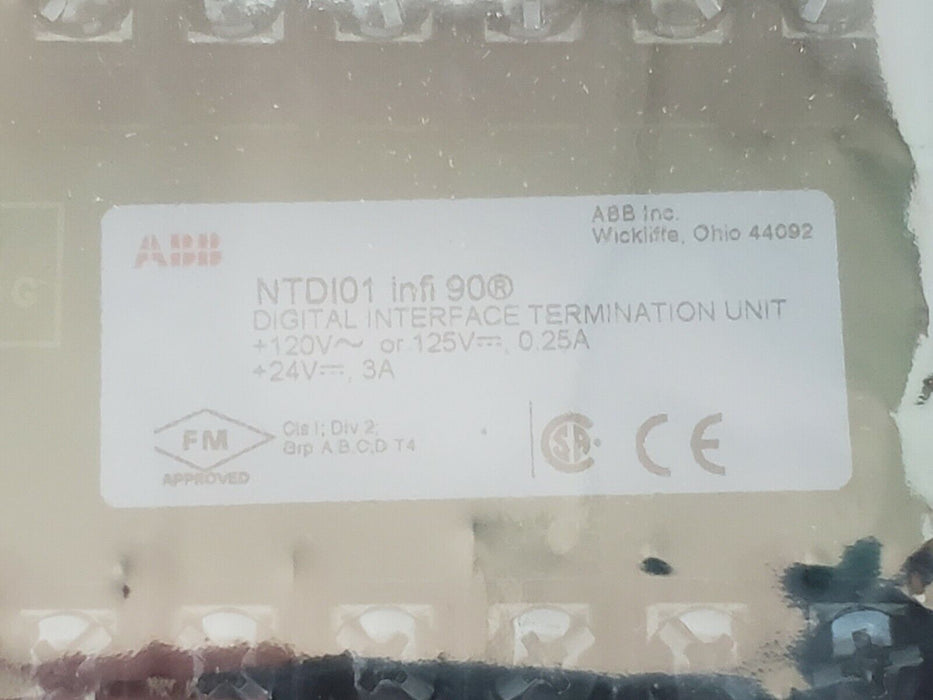 ABB
ABB Inc.
Wickliffe, Ohio 44092
NTDI01 infi 90®
DIGITAL INTERFACE TERMINATION UNIT
+120V~ or 125V⎓, 0.25A
+24V⎓, 3A
FM
APPROVED
Cls I; Div 2;
Grp A,B,C,D T4
SA
CE
G